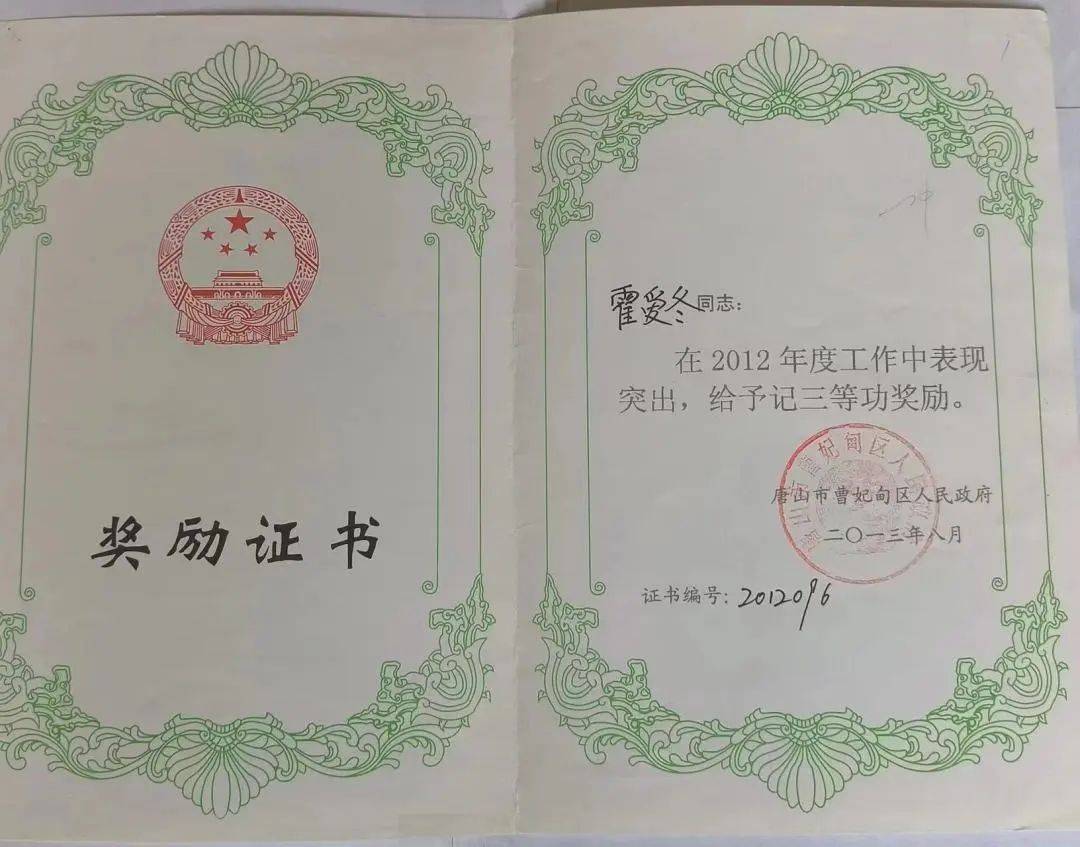 奖励证书
霍爱冬同志：
在2012年度工作中表现
突出，给予记三等功奖励。
唐山市曹妃甸区人民政府
二〇一三年八月
证书编号：2012096